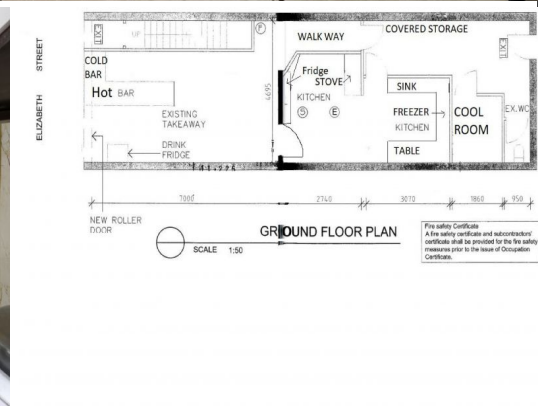 ELIZABETH STREET
EXIT
UP
F
WALK WAY
COVERED STORAGE
EXIT
COLD
BAR
Hot BAR
EXISTING
TAKEAWAY
DRINK
FRIDGE
4695
Fridge
STOVE
KITCHEN
S
E
SINK
FREEZER
KITCHEN
TABLE
COOL
ROOM
EX.WC
7000
2740
3070
1860
950
NEW ROLLER
DOOR
GROUND FLOOR PLAN
SCALE 1:50
Fire safety Certificate
A fire safety certificate and subcontractors'
certificate shall be provided for the fire safety
measures prior to the issue of Occupation
Certificate.